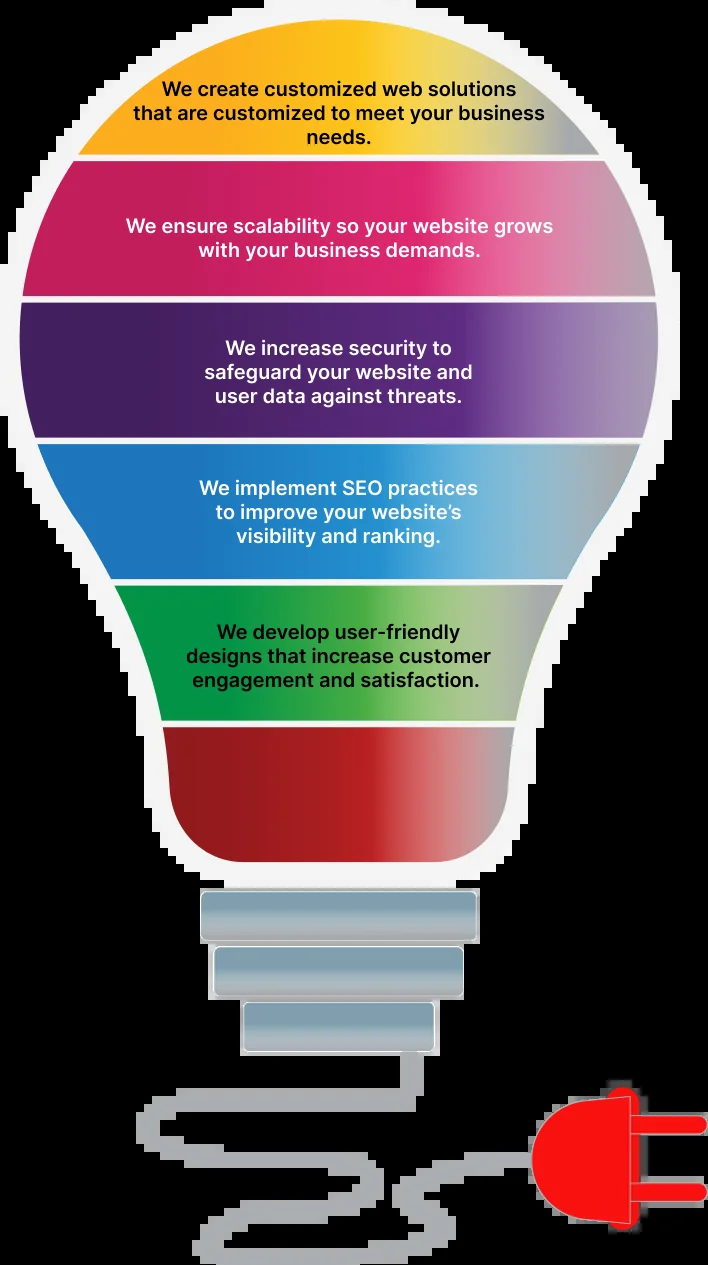 We create customized web solutions
that are customized to meet your business
needs.
We ensure scalability so your website grows
with your business demands.
We increase security to
safeguard your website and
user data against threats.
We implement SEO practices
to improve your website’s
visibility and ranking.
We develop user-friendly
designs that increase customer
engagement and satisfaction.